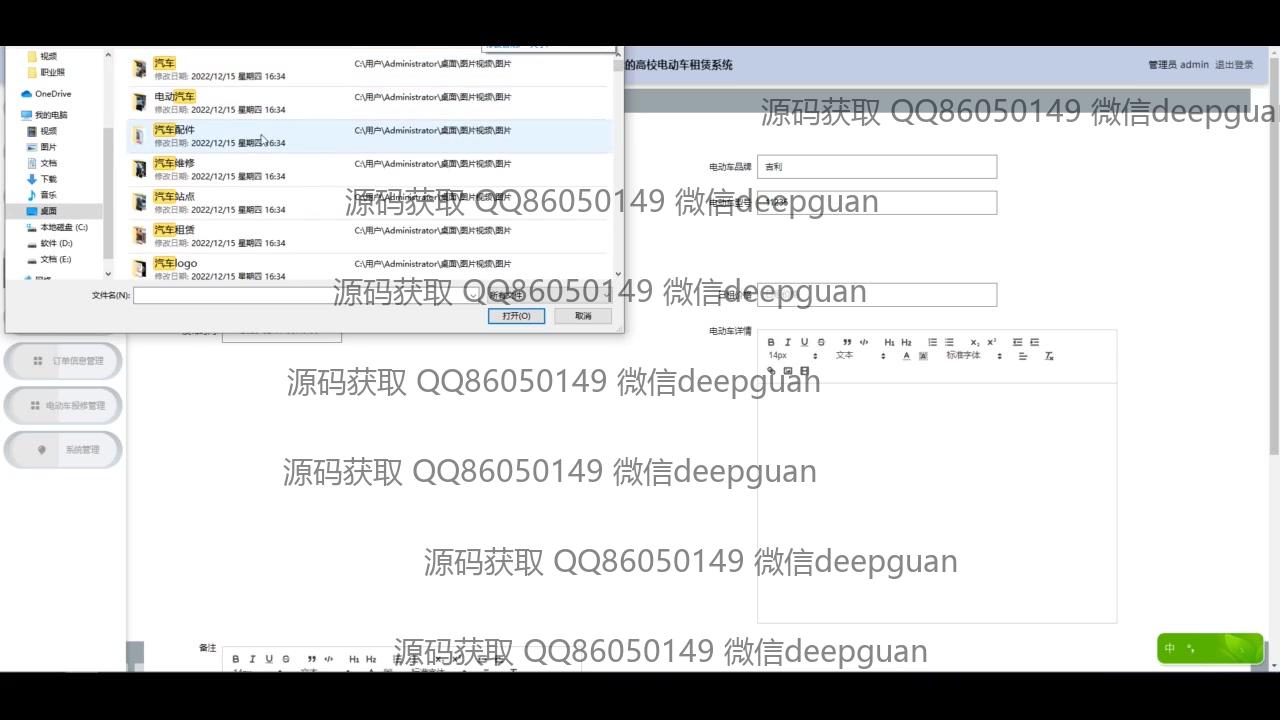 视频
职业照
OneDrive
我的电脑
视频
图片
文档
下载
音乐
桌面
本地磁盘 (C:)
软件 (D:)
文档 (E:)
汽车
修改日期: 2022/12/15 星期四 16:34
C:\用户\Administrator\桌面\图片视频\图片
电动汽车
修改日期: 2022/12/15 星期四 16:34
C:\用户\Administrator\桌面\图片视频\图片
汽车配件
修改日期: 2022/12/15 星期四 16:34
C:\用户\Administrator\桌面\图片视频\图片
汽车维修
修改日期: 2022/12/15 星期四 16:34
C:\用户\Administrator\桌面\图片视频\图片
汽车站点
修改日期: 2022/12/15 星期四 16:34
C:\用户\Administrator\桌面\图片视频\图片
汽车租赁
修改日期: 2022/12/15 星期四 16:34
C:\用户\Administrator\桌面\图片视频\图片
汽车logo
修改日期: 2022/12/15 星期四 16:34
C:\用户\Administrator\桌面\图片视频\图片
文件名(N):
所有文件
打开(O)
取消
的高校电动车租赁系统
管理员 admin 退出登录
源码获取 QQ86050149 微信deepgua
电动车品牌
吉利
源码获取 QQ86050149 微信deepguan
源码获取 QQ86050149 微信deepguan
电动车详情
B I U S ” </> H1 H2
14px 文本 A 标准字体
订单信息管理
电动车报修管理
系统管理
源码获取 QQ86050149 微信deepguan
源码获取 QQ86050149 微信deepguan
源码获取 QQ86050149 微信deepguan
备注
B I U S ” </> H1 H2
源码获取 QQ86050149 微信deepguan
中 °,